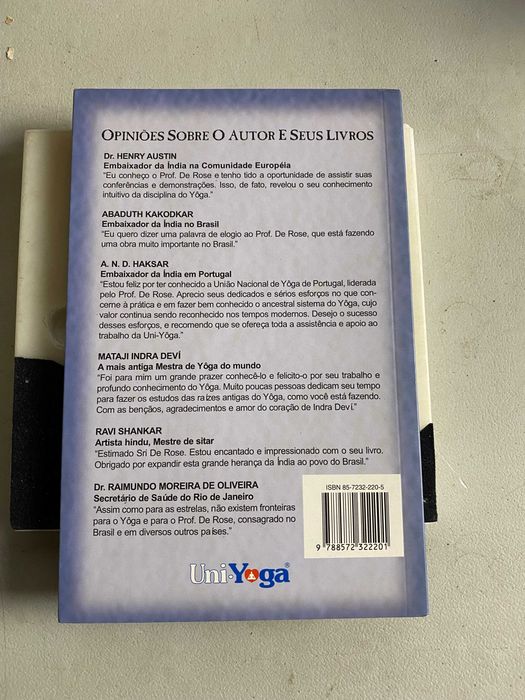 OPINIÕES SOBRE O AUTOR E SEUS LIVROS
Dr. HENRY AUSTIN
Embaixador da Índia na Comunidade Européia
“Eu conheço o Prof. De Rose e tenho tido a oportunidade de assistir suas
conferências e demonstrações. Isso, de fato, revelou o seu conhecimento
intuitivo da disciplina do Yôga.”
ABADUTH KAKODKAR
Embaixador da Índia no Brasil
“Eu quero dizer uma palavra de elogio ao Prof. De Rose, que está fazendo
uma obra muito importante no Brasil.”
A. N. D. HAKSAR
Embaixador da Índia em Portugal
“Estou feliz por ter conhecido a União Nacional de Yôga de Portugal, liderada
pelo Prof. De Rose. Aprecio seus dedicados e sérios esforços no que con-
cerne à prática e em fazer bem conhecido o ancestral sistema do Yôga, cujo
valor continua sendo reconhecido nos tempos modernos. Desejo o sucesso
desses esforços, e recomendo que se ofereça toda a assistência e apoio ao
trabalho da Uni-Yôga.”
MATAJI INDRA DEVÍ
A mais antiga Mestra de Yôga do mundo
“Foi para mim um grande prazer conhecê-lo e felicito-o por seu trabalho e
profundo conhecimento do Yôga. Muito poucas pessoas dedicam seu tempo
para fazer os estudos das raízes antigas do Yôga, como você está fazendo.
Com as bençãos, agradecimentos e amor do coração de Indra Deví.”
RAVI SHANKAR
Artista hindu, Mestre de sitar
“Estimado Sri De Rose. Estou encantado e impressionado com o seu livro.
Obrigado por expandir esta grande herança da Índia ao povo do Brasil.”
Dr. RAIMUNDO MOREIRA DE OLIVEIRA
Secretário de Saúde do Rio de Janeiro
“Assim como para as estrelas, não existem fronteiras
para o Yôga e para o Prof. De Rose, consagrado no
Brasil e em diversos outros países.”
ISBN 85-7232-220-5
9 788572 322201
Uni-Yoga®